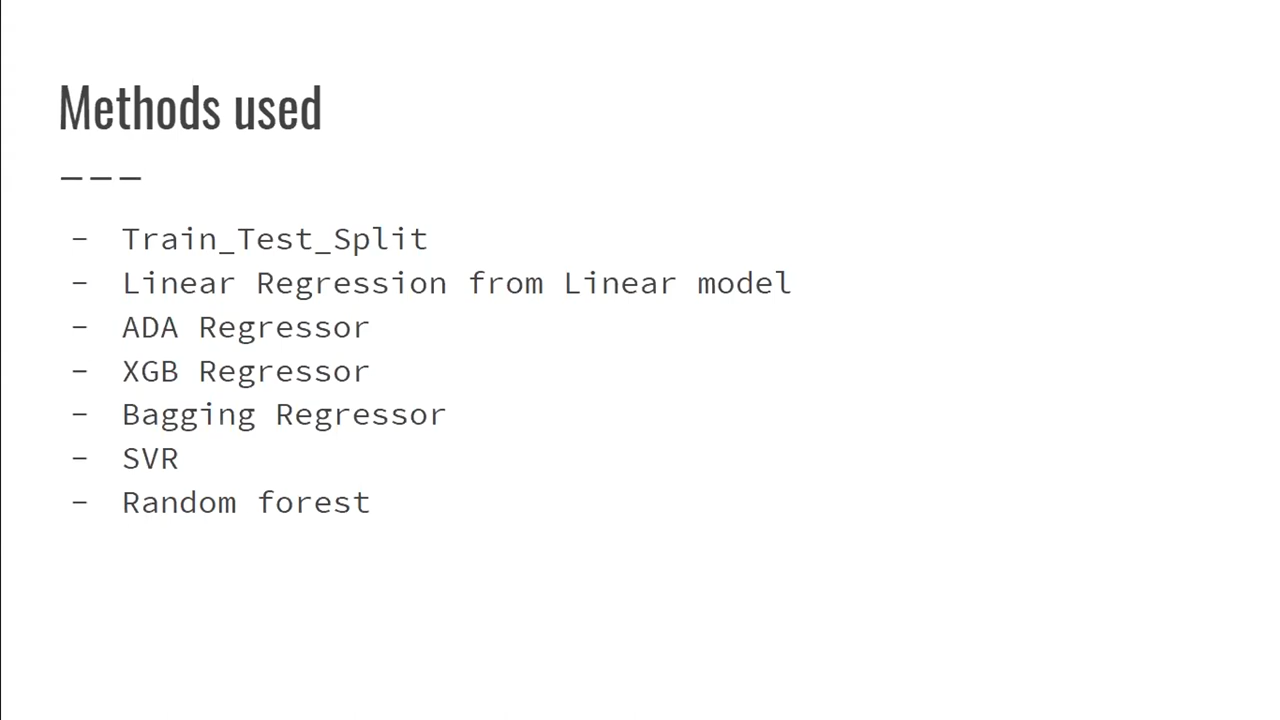 Methods used
---
- Train_Test_Split
- Linear Regression from Linear model
- ADA Regressor
- XGB Regressor
- Bagging Regressor
- SVR
- Random forest